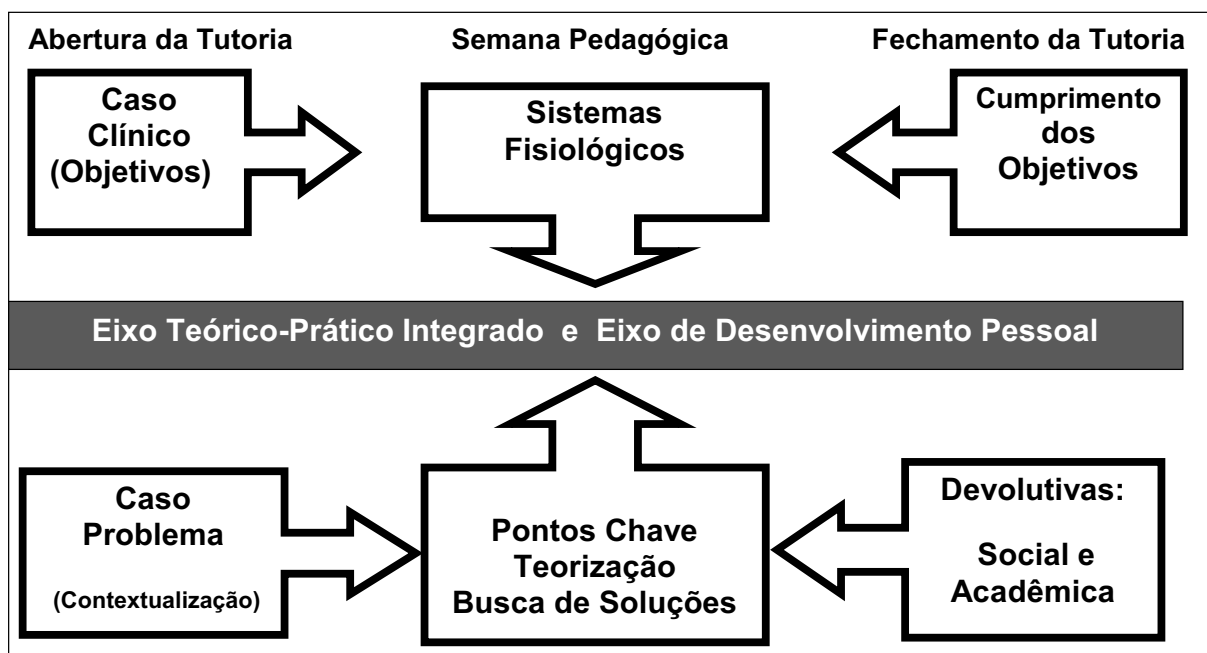 Abertura da Tutoria
Semana Pedagógica
Fechamento da Tutoria
Caso
Clínico
(Objetivos)
Sistemas
Fisiológicos
Cumprimento
dos
Objetivos
Eixo Teórico-Prático Integrado e Eixo de Desenvolvimento Pessoal
Caso
Problema
(Contextualização)
Pontos Chave
Teorização
Busca de Soluções
Devolutivas:
Social e
Acadêmica